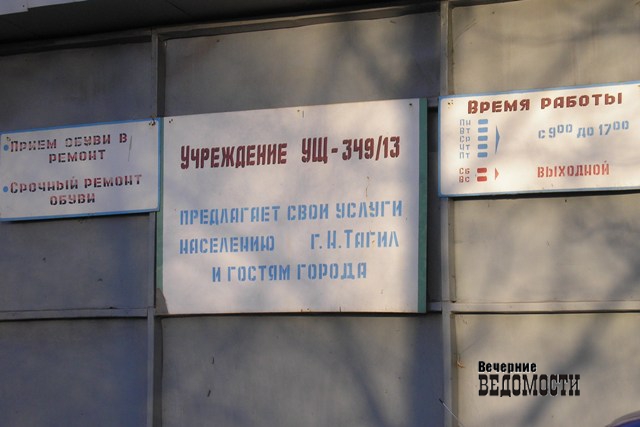 ПРИЕМ ОБУВИ В
РЕМОНТ
СРОЧНЫЙ РЕМОНТ
ОБУВИ
УЧРЕЖДЕНИЕ УЩ-349/13
ПРЕДЛАГАЕТ СВОИ УСЛУГИ
НАСЕЛЕНИЮ Г.Н.ТАГИЛ
И ГОСТЯМ ГОРОДА
ВРЕМЯ РАБОТЫ
ПН
ВТ
СР
ЧТ
ПТ
С 9⁰⁰ ДО 17⁰⁰
СБ
ВС
ВЫХОДНОЙ
Вечерние
ВЕДОМОСТИ